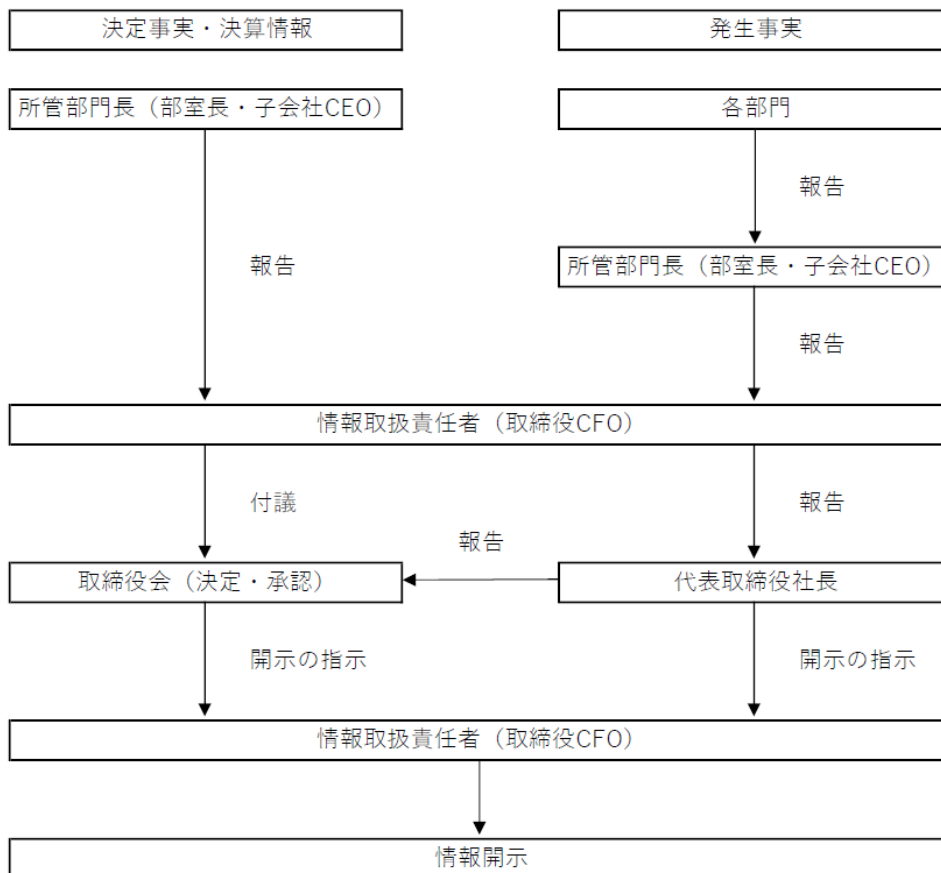 決定事実・決算情報
発生事実
所管部門長（部室長・子会社CEO）
各部門
報告
報告
所管部門長（部室長・子会社CEO）
報告
情報取扱責任者（取締役CFO）
付議
報告
報告
取締役会（決定・承認）
代表取締役社長
開示の指示
開示の指示
情報取扱責任者（取締役CFO）
情報開示